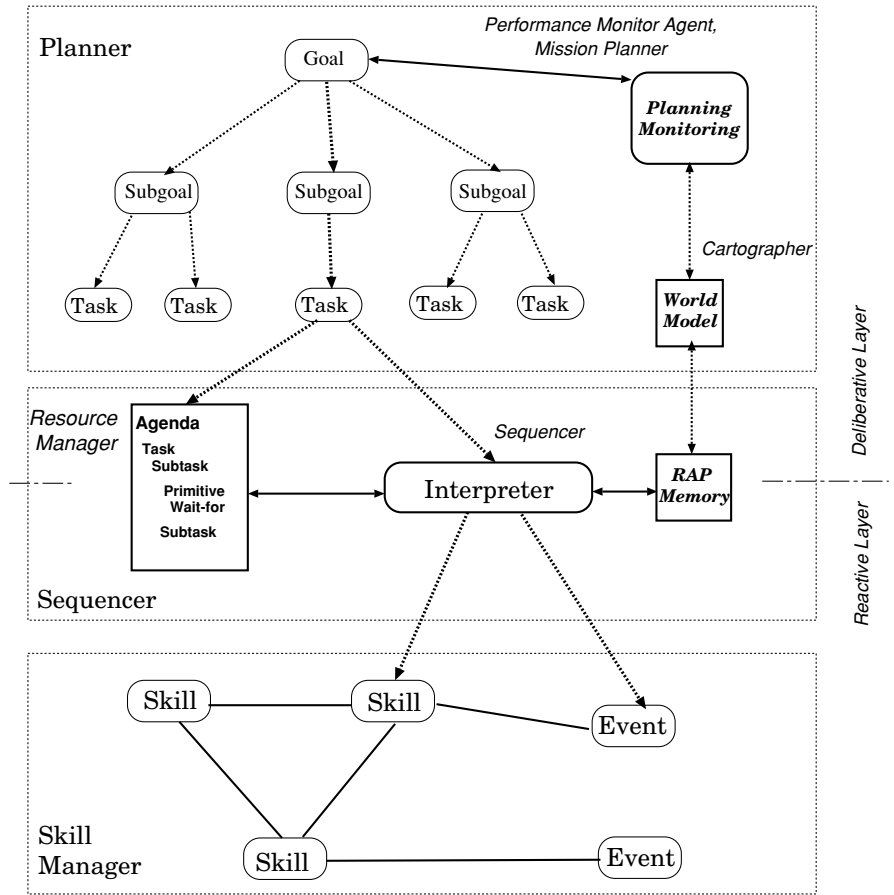 Performance Monitor Agent,
Mission Planner
Planner
Goal
Planning
Monitoring
Subgoal
Subgoal
Subgoal
Cartographer
Task
Task
Task
Task
Task
World
Model
Deliberative Layer
Resource
Manager
Agenda
Task
Subtask
Primitive
Wait-for
Subtask
Sequencer
Interpreter
RAP
Memory
Reactive Layer
Sequencer
Skill
Skill
Event
Skill
Manager
Skill
Event